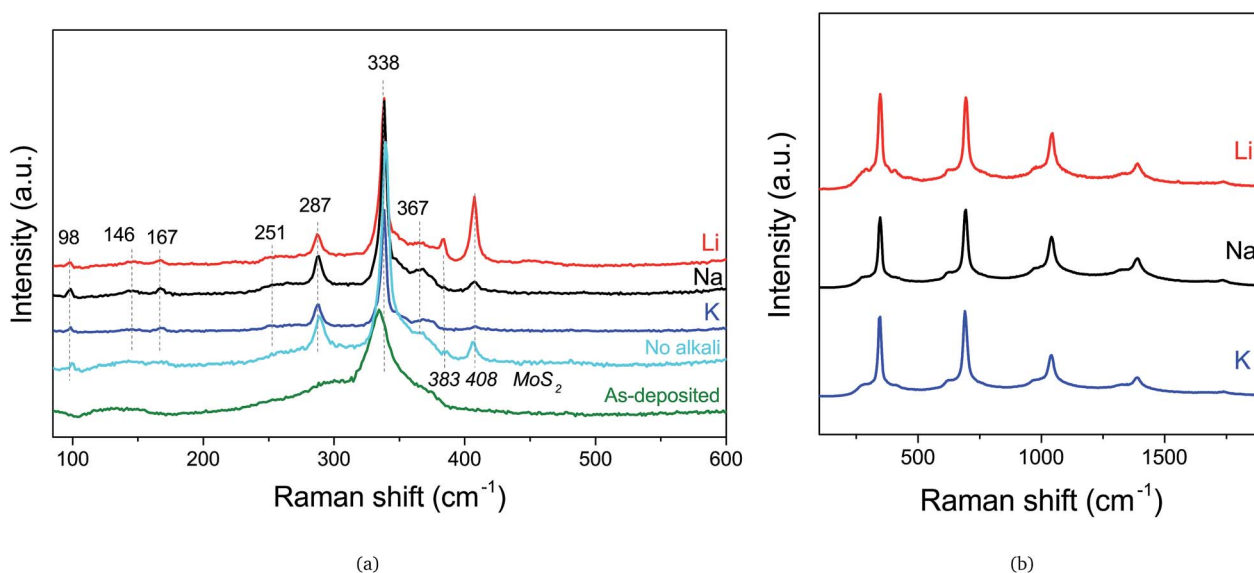 338
98
146
167
251
287
367
Li
Na
K
No alkali
383 408 MoS₂
As-deposited
Intensity (a.u.)
100 200 300 400 500 600
Raman shift (cm⁻¹)
(a)
Li
Na
K
Intensity (a.u.)
500 1000 1500
Raman shift (cm⁻¹)
(b)